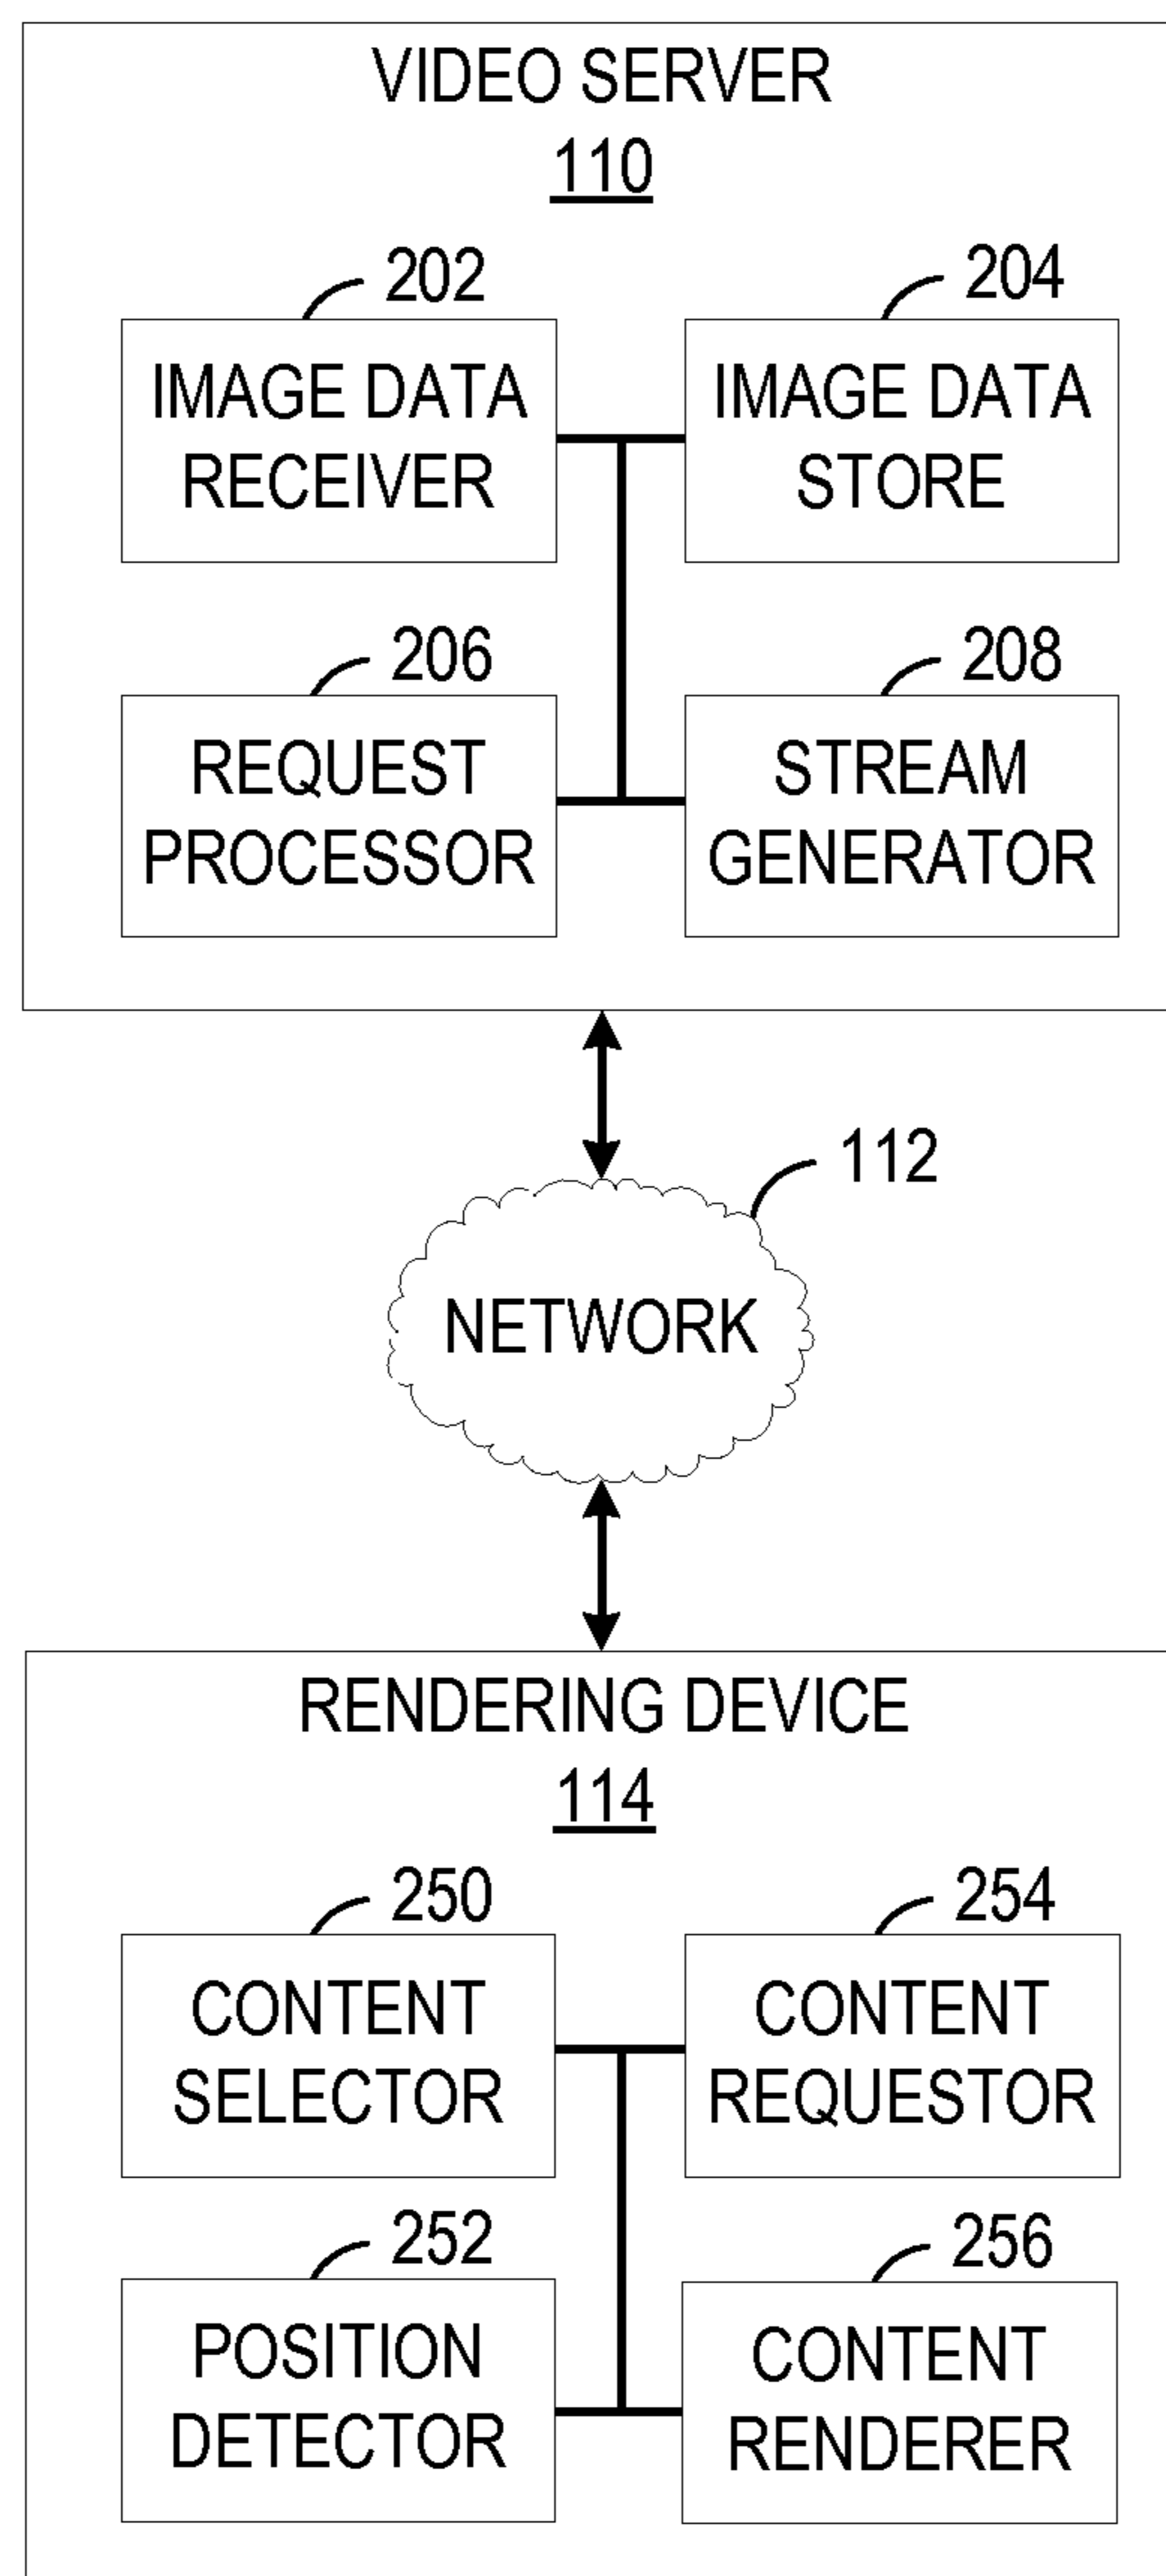 VIDEO SERVER
110
202
204
IMAGE DATA
RECEIVER
IMAGE DATA
STORE
206
208
REQUEST
PROCESSOR
STREAM
GENERATOR
112
NETWORK
RENDERING DEVICE
114
250
254
CONTENT
SELECTOR
CONTENT
REQUESTOR
252
256
POSITION
DETECTOR
CONTENT
RENDERER